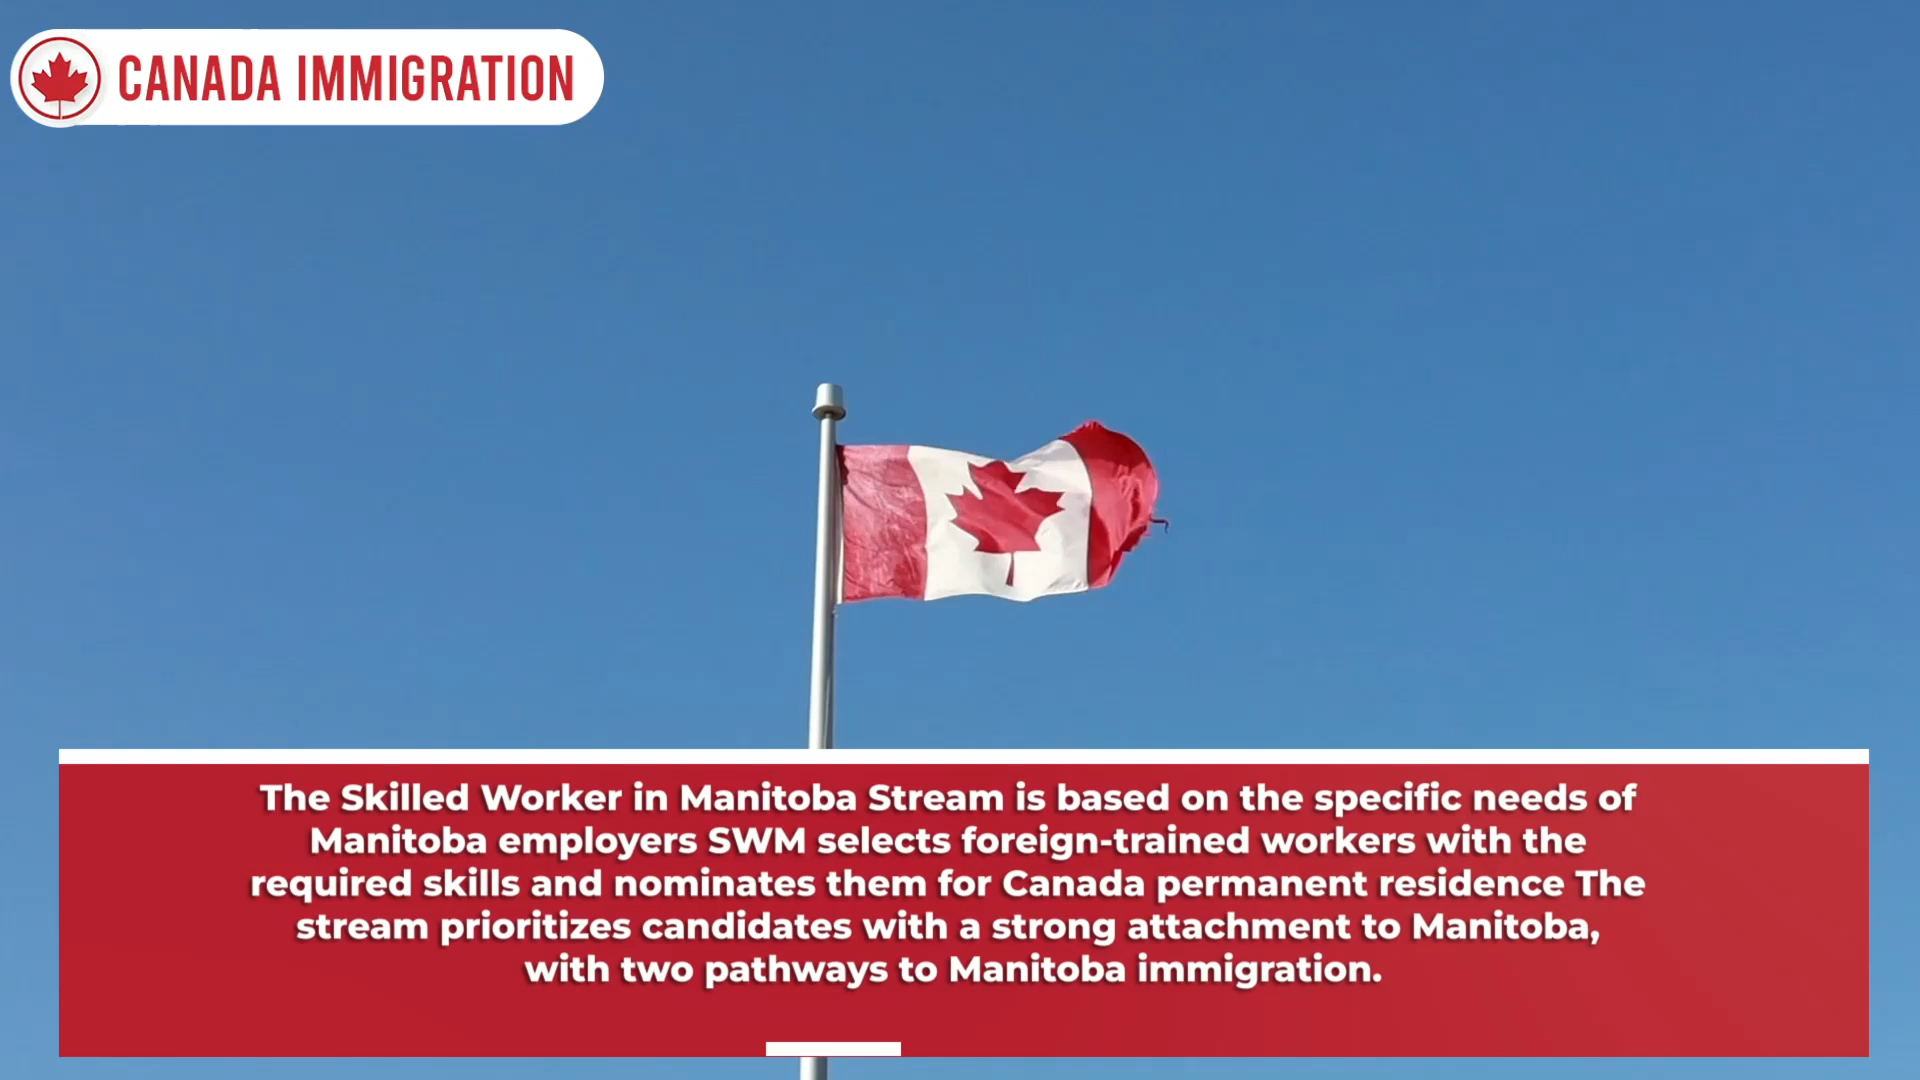 CANADA IMMIGRATION
The Skilled Worker in Manitoba Stream is based on the specific needs of
Manitoba employers SWM selects foreign-trained workers with the
required skills and nominates them for Canada permanent residence The
stream prioritizes candidates with a strong attachment to Manitoba,
with two pathways to Manitoba immigration.